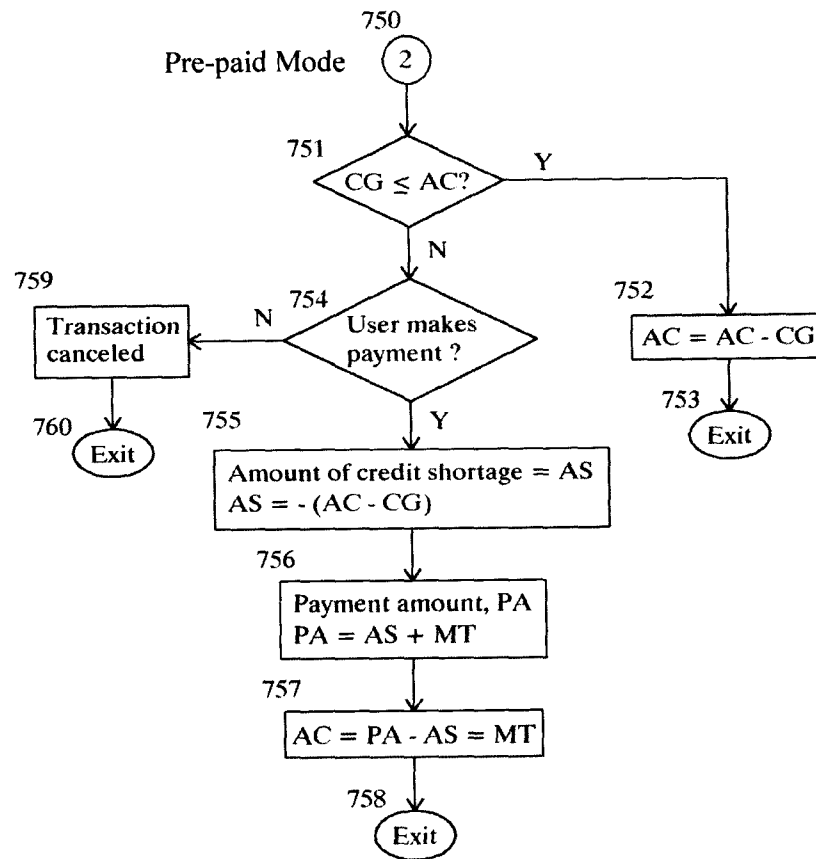 750
Pre-paid Mode
2
751
CG ≤ AC?
Y
N
759
754
752
Transaction
canceled
N
User makes
payment ?
AC = AC - CG
760
Exit
755
Y
753
Exit
Amount of credit shortage = AS
AS = - (AC - CG)
756
Payment amount, PA
PA = AS + MT
757
AC = PA - AS = MT
758
Exit